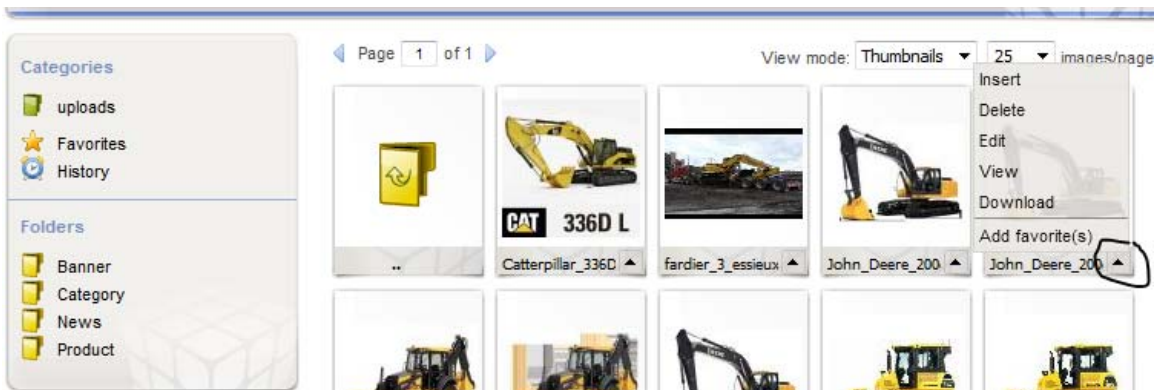 Page 1 of 1
View mode: Thumbnails 25 images/page
Categories
uploads
Favorites
History
Folders
Banner
Category
News
Product
CAT 336D L
..
Catterpillar_336D
fardier_3_essieux
John_Deere_200
John_Deere_200
Insert
Delete
Edit
View
Download
Add favorite(s)